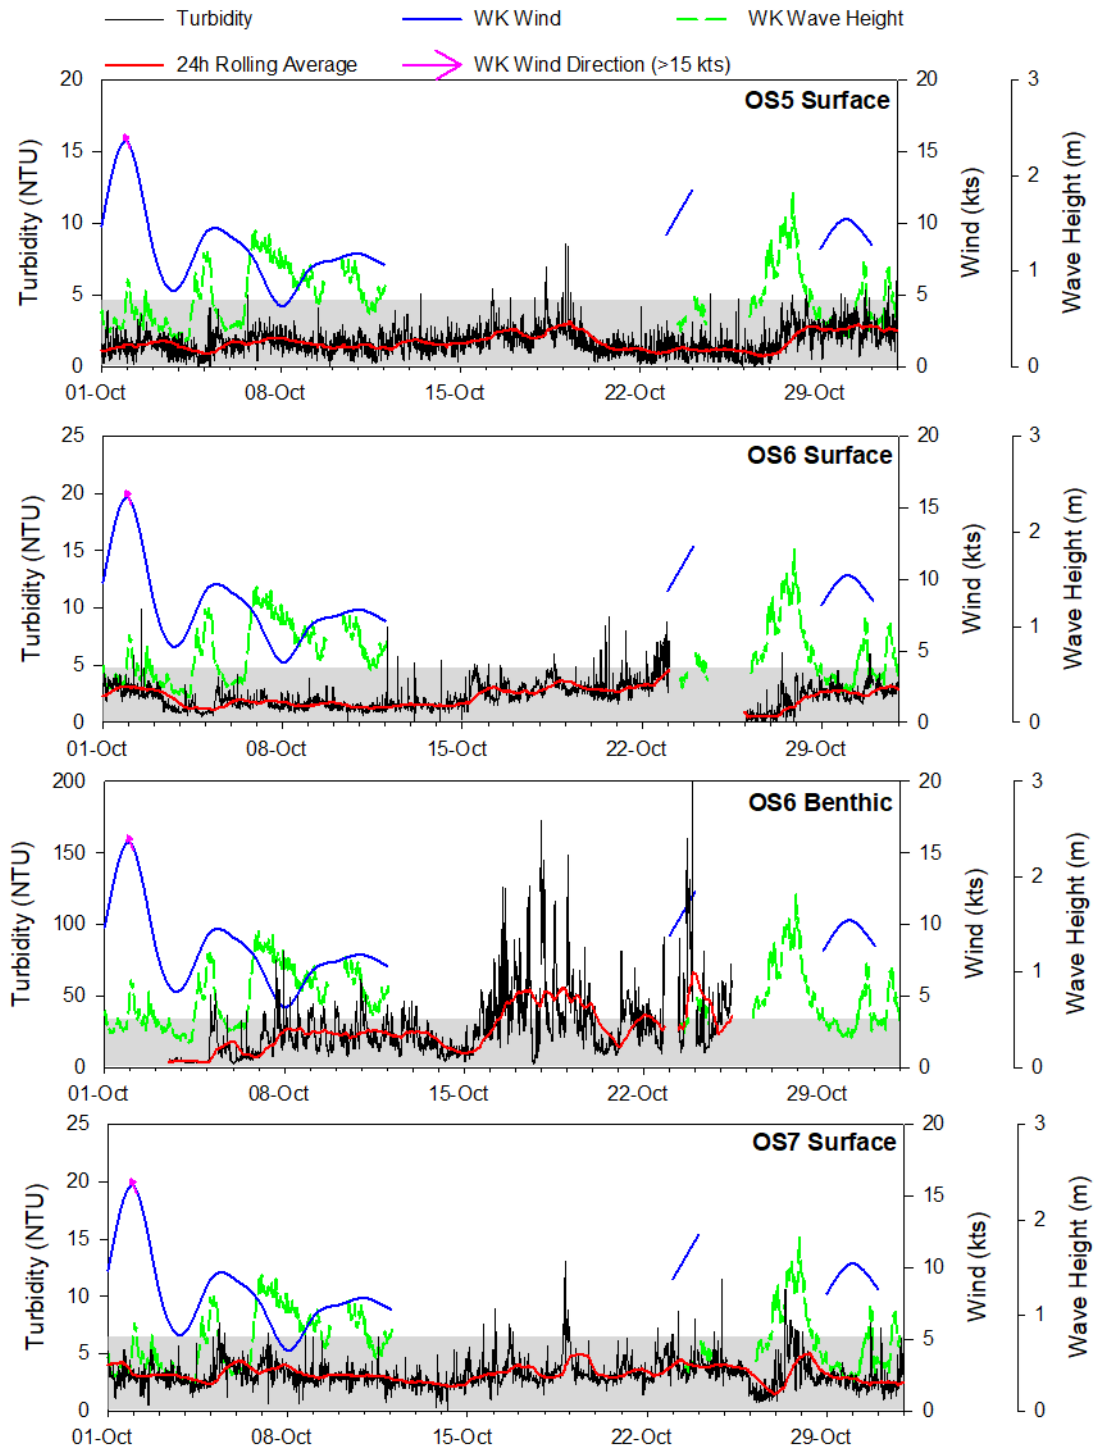 Turbidity WK Wind WK Wave Height
24h Rolling Average WK Wind Direction (>15 kts)
OS5 Surface
Turbidity (NTU)
20
15
10
5
0
Wind (kts)
20
15
10
5
0
Wave Height (m)
3
2
1
0
01-Oct 08-Oct 15-Oct 22-Oct 29-Oct
OS6 Surface
Turbidity (NTU)
25
20
15
10
5
0
Wind (kts)
20
15
10
5
0
Wave Height (m)
3
2
1
0
01-Oct 08-Oct 15-Oct 22-Oct 29-Oct
OS6 Benthic
Turbidity (NTU)
200
150
100
50
0
Wind (kts)
20
15
10
5
0
Wave Height (m)
3
2
1
0
01-Oct 08-Oct 15-Oct 22-Oct 29-Oct
OS7 Surface
Turbidity (NTU)
25
20
15
10
5
0
Wind (kts)
20
15
10
5
0
Wave Height (m)
3
2
1
0
01-Oct 08-Oct 15-Oct 22-Oct 29-Oct